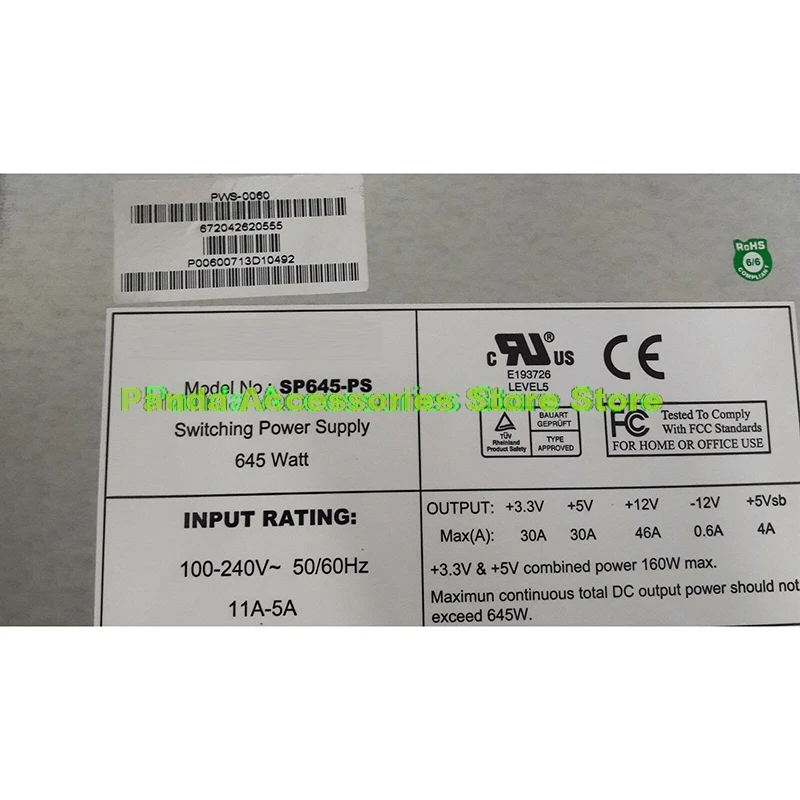 PWS-0060
672042620555
P00600713D10492
RoHS
6/6
COMPLIANT
Model No.: SP645-PS
Panda Accessories Store Store
Switching Power Supply
645 Watt
c RU ® US
E193726
LEVEL5
CE
TÜV
Rheinland
Product Safety
BAUART
GEPRÜFT
TYPE
APPROVED
FC
Tested To Comply
With FCC Standards
FOR HOME OR OFFICE USE
INPUT RATING:
100-240V~ 50/60Hz
11A-5A
OUTPUT: +3.3V +5V +12V -12V +5Vsb
Max(A): 30A 30A 46A 0.6A 4A
+3.3V & +5V combined power 160W max.
Maximun continuous total DC output power should not
exceed 645W.